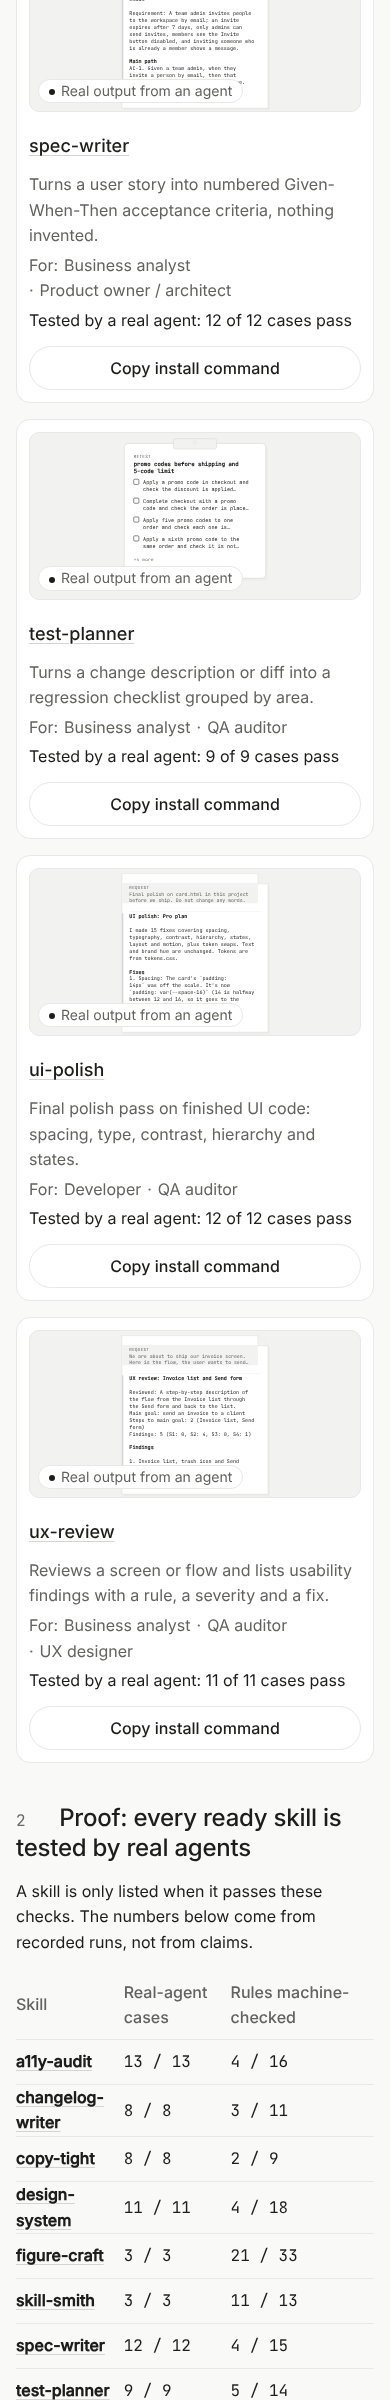 Requirement: A team admin invites people
to the workspace by email; an invite
expires after 7 days, only admins can
send invites, members see the Invite
button disabled, and inviting someone who
is already a member shows a message.
Main path
AC-1. Given a team admin, when they
invite a person by email, then that
Real output from an agent
spec-writer
Turns a user story into numbered Given-
When-Then acceptance criteria, nothing
invented.
For: Business analyst
· Product owner / architect
Tested by a real agent: 12 of 12 cases pass
Copy install command
RETEST
promo codes before shipping and
5-code limit
Apply a promo code in checkout and
check the discount is applied…
Complete checkout with a promo
code and check the order is place…
Apply five promo codes to one
order and check each one is…
Apply a sixth promo code to the
same order and check it is not…
+5 more
Real output from an agent
test-planner
Turns a change description or diff into a
regression checklist grouped by area.
For: Business analyst · QA auditor
Tested by a real agent: 9 of 9 cases pass
Copy install command
REQUEST
Final polish on card.html in this project
before we ship. Do not change any words.
UI polish: Pro plan
I made 15 fixes covering spacing,
typography, contrast, hierarchy, states,
layout and motion, plus token swaps. Text
and brand hue are unchanged. Tokens are
from tokens.css.
Fixes
1. Spacing: The card's `padding:
14px` was off the scale. It's now
`padding: var(--space-16)` (14 is halfway
between 12 and 16, so it goes to the
Real output from an agent
ui-polish
Final polish pass on finished UI code:
spacing, type, contrast, hierarchy and
states.
For: Developer · QA auditor
Tested by a real agent: 12 of 12 cases pass
Copy install command
REQUEST
We are about to ship our invoice screen.
Here is the flow, the user wants to send…
UX review: Invoice list and Send form
Reviewed: A step-by-step description of
the flow from the Invoice list through
the Send form and back to the list.
Main goal: send an invoice to a client
Steps to main goal: 2 (Invoice list, Send
form)
Findings: 5 (S1: 0, S2: 4, S3: 0, S4: 1)
Findings
1. Invoice list, trash icon and Send
Real output from an agent
ux-review
Reviews a screen or flow and lists usability
findings with a rule, a severity and a fix.
For: Business analyst · QA auditor
· UX designer
Tested by a real agent: 11 of 11 cases pass
Copy install command
2 Proof: every ready skill is
tested by real agents
A skill is only listed when it passes these
checks. The numbers below come from
recorded runs, not from claims.
Skill Real-agent cases Rules machine-checked
a11y-audit 13 / 13 4 / 16
changelog-writer 8 / 8 3 / 11
copy-tight 8 / 8 2 / 9
design-system 11 / 11 4 / 18
figure-craft 3 / 3 21 / 33
skill-smith 3 / 3 11 / 13
spec-writer 12 / 12 4 / 15
test-planner 9 / 9 5 / 14